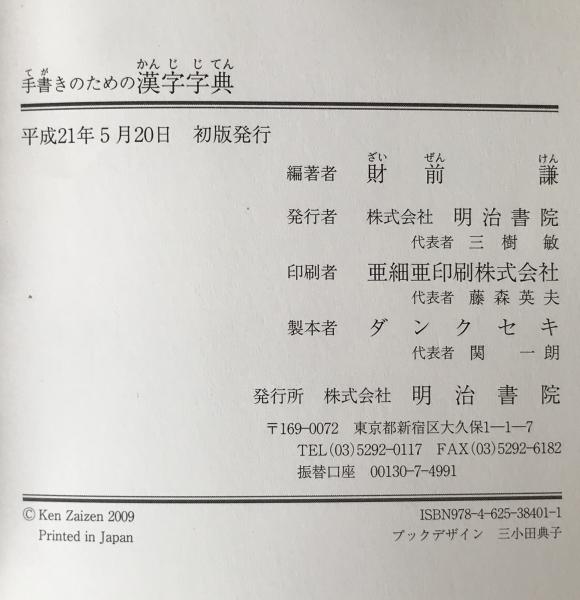 手書きのための漢字字典
てが かんじじてん
平成21年5月20日 初版発行
ざい ぜん けん
編著者 財前 謙
発行者 株式会社 明治書院
代表者 三樹 敏
印刷者 亜細亜印刷株式会社
代表者 藤森英夫
製本者 ダンクセキ
代表者 関 一朗
発行所 株式会社 明治書院
〒169-0072 東京都新宿区大久保1―1―7
TEL(03)5292-0117 FAX(03)5292-6182
振替口座 00130-7-4991
© Ken Zaizen 2009
Printed in Japan
ISBN978-4-625-38401-1
ブックデザイン 三小田典子